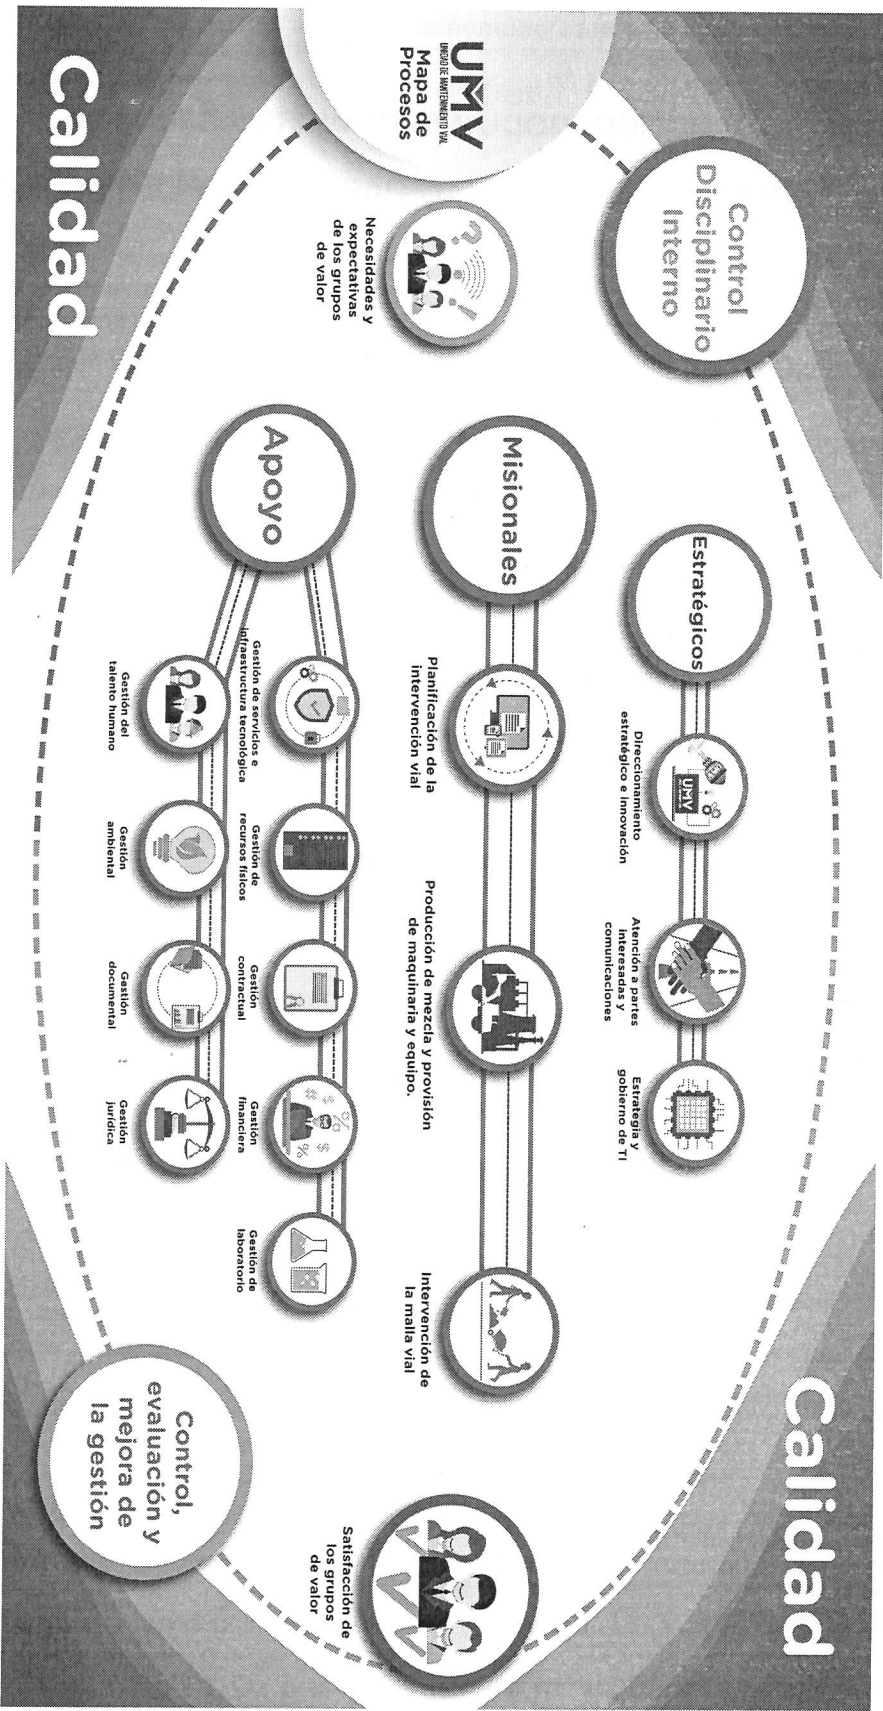 UMV
UNIDAD DE MANTENIMIENTO VIAL
Mapa de
Procesos
Control
Disciplinario
Interno
Calidad
Necesidades y
expectativas
de los grupos
de valor
Estratégicos
UMV
Direccionamiento
estratégico e innovación
Atención a partes
interesadas y
comunicaciones
Estrategia y
gobierno de TI
Misionales
Planificación de la
intervención vial
Producción de mezcla y provisión
de maquinaria y equipo.
Intervención de
la malla vial
Apoyo
Gestión de servicios e
infraestructura tecnológica
Gestión de
recursos físicos
Gestión
contractual
Gestión
financiera
Gestión de
laboratorio
Gestión del
talento humano
Gestión
ambiental
Gestión
documental
Gestión
jurídica
Satisfacción de
los grupos
de valor
Control,
evaluación y
mejora de
la gestión
Calidad